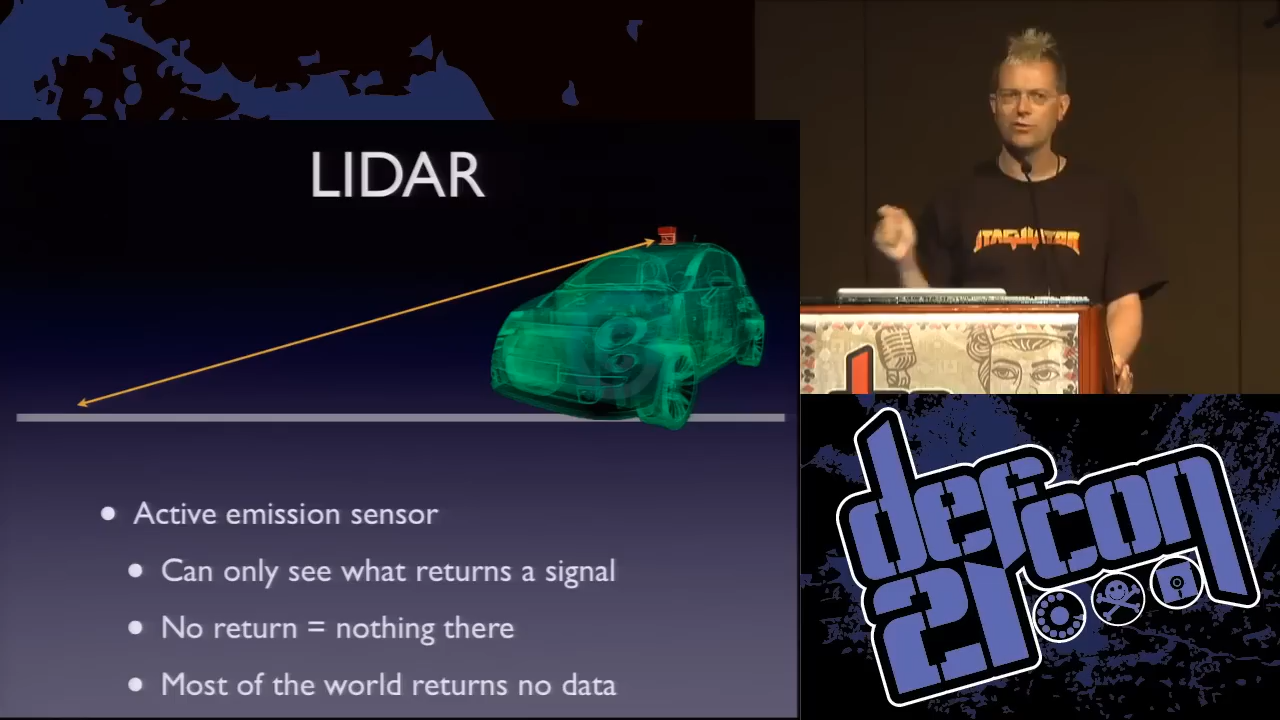 LIDAR
Active emission sensor
Can only see what returns a signal
No return = nothing there
Most of the world returns no data
defcon
21